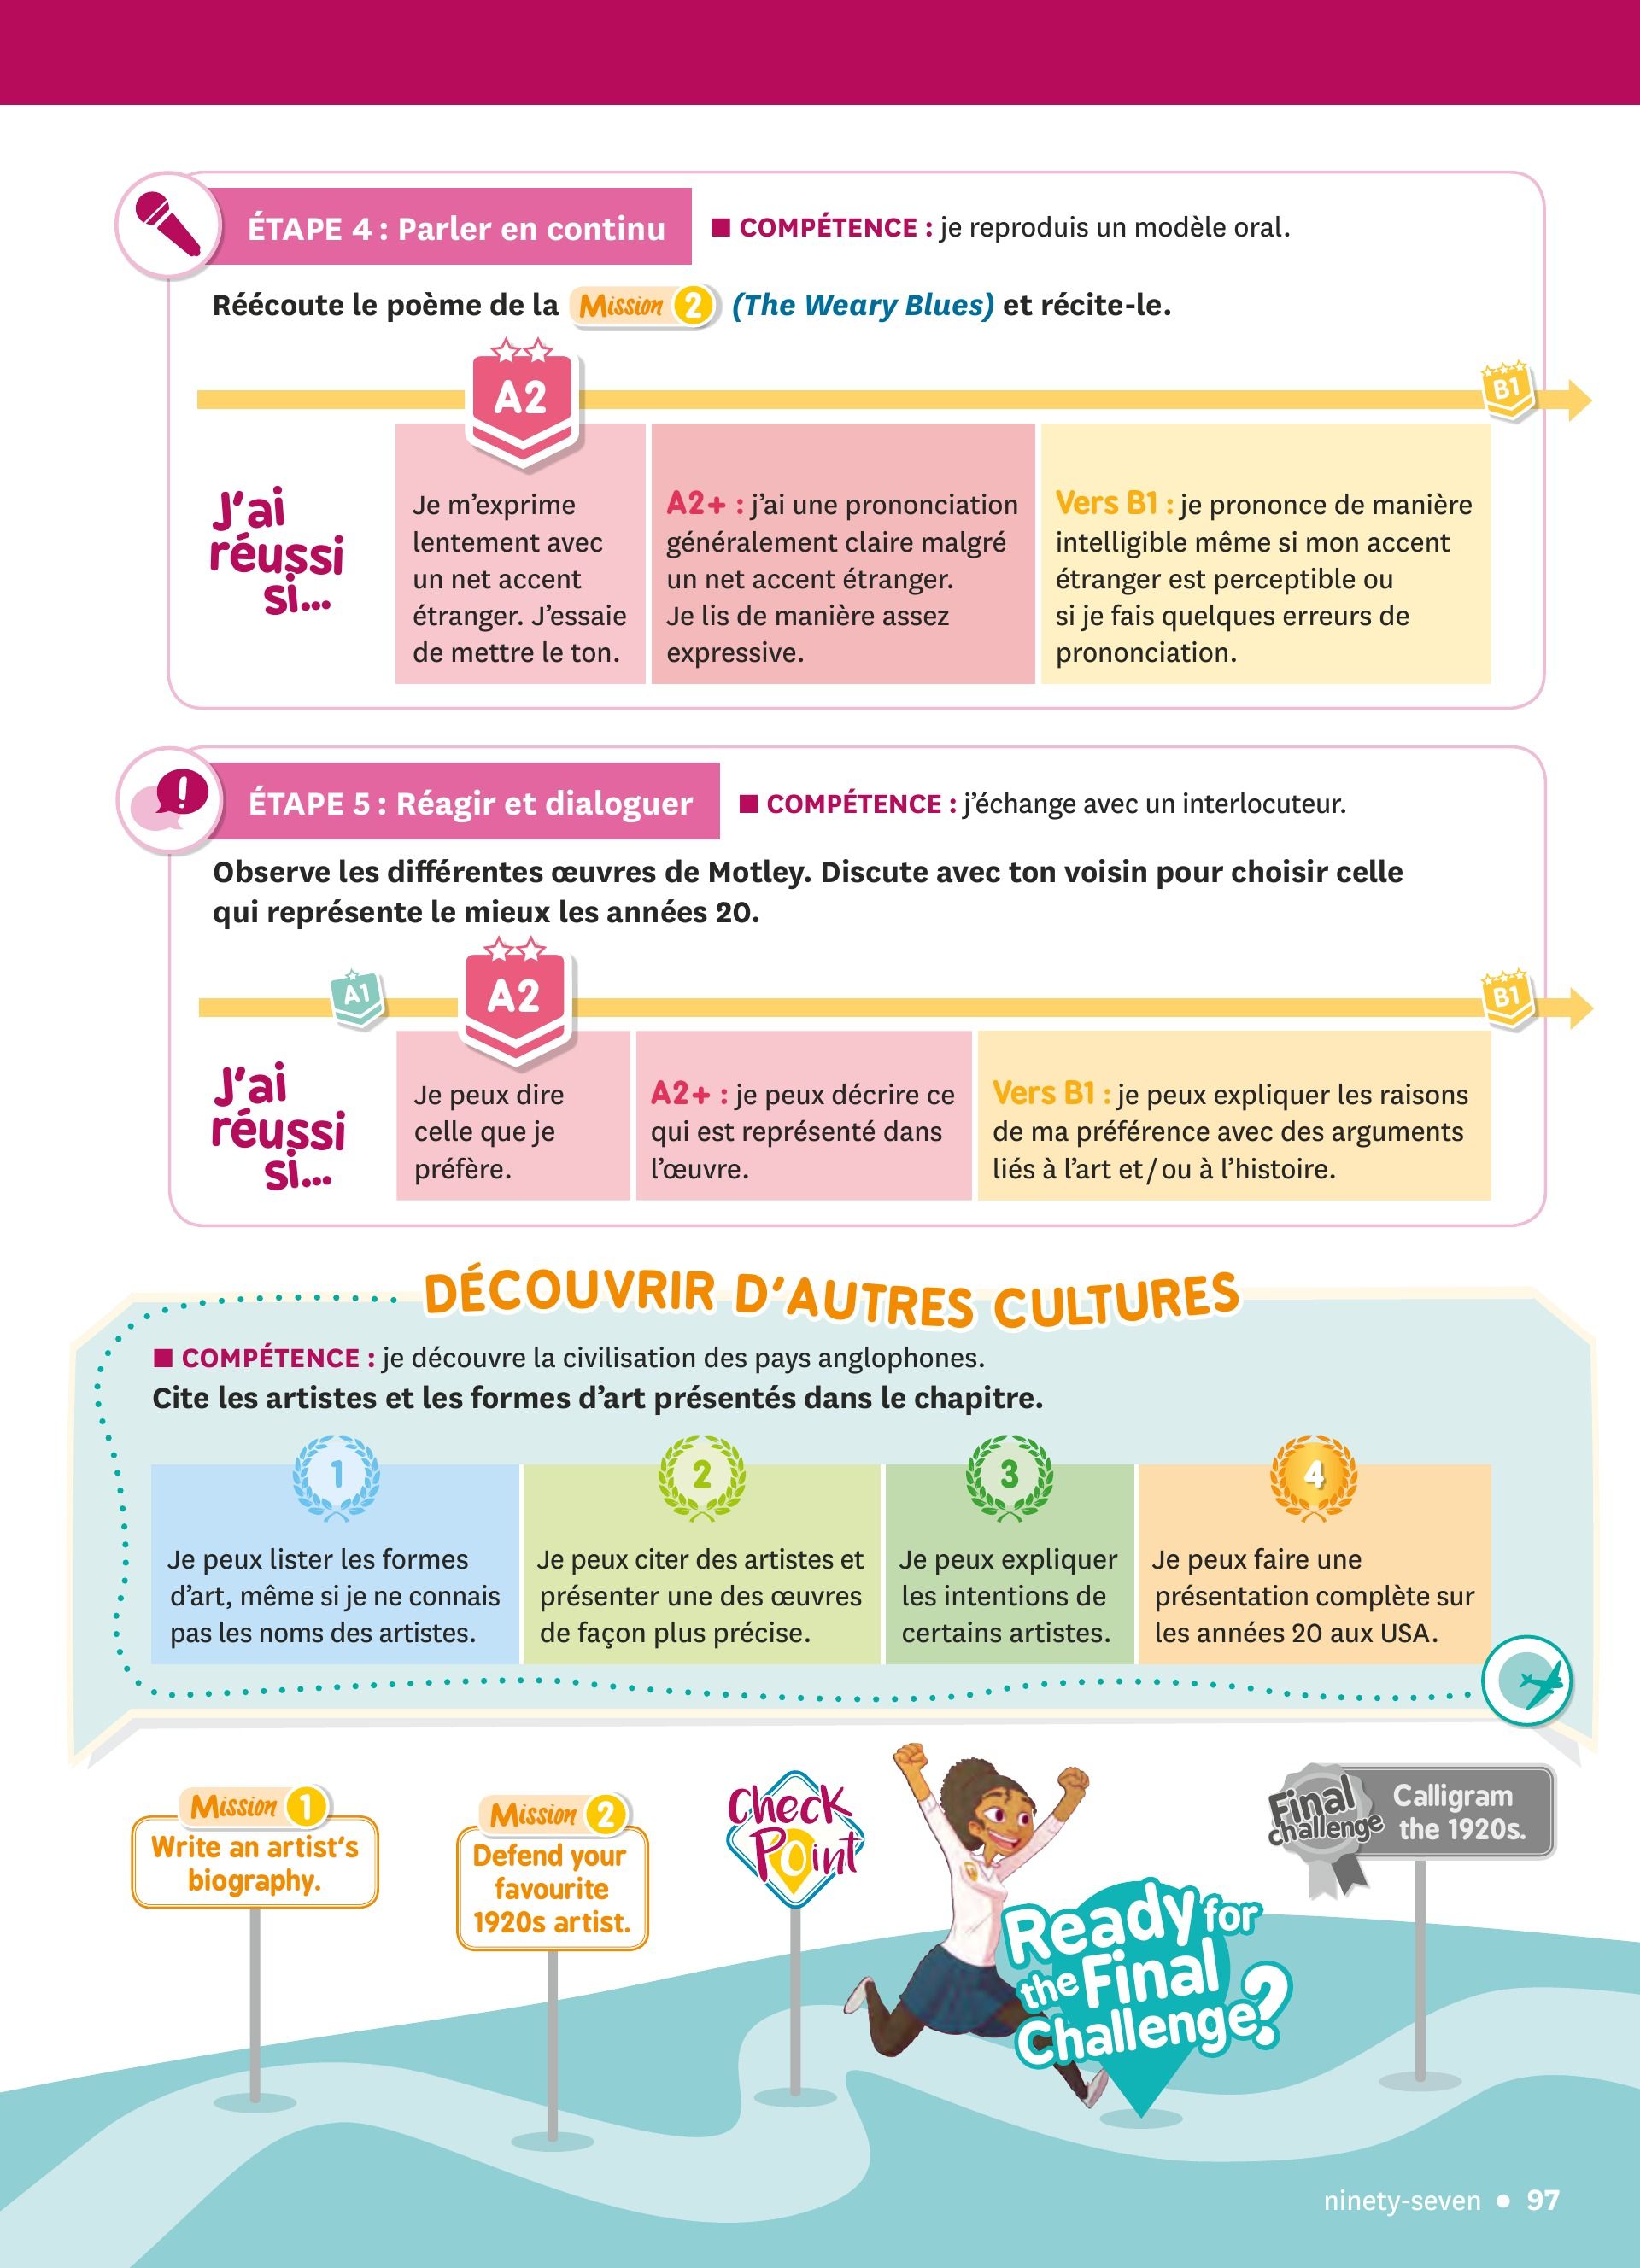 ÉTAPE 4 : Parler en continu
■ COMPÉTENCE : je reproduis un modèle oral.
Réécoute le poème de la Mission 2 (The Weary Blues) et récite-le.
A2
B1
J'ai
réussi
si...
Je m'exprime
lentement avec
un net accent
étranger. J'essaie
de mettre le ton.
A2+ : j'ai une prononciation
généralement claire malgré
un net accent étranger.
Je lis de manière assez
expressive.
Vers B1 : je prononce de manière
intelligible même si mon accent
étranger est perceptible ou
si je fais quelques erreurs de
prononciation.
ÉTAPE 5 : Réagir et dialoguer
■ COMPÉTENCE : j'échange avec un interlocuteur.
Observe les différentes œuvres de Motley. Discute avec ton voisin pour choisir celle
qui représente le mieux les années 20.
A1
A2
B1
J'ai
réussi
si...
Je peux dire
celle que je
préfère.
A2+ : je peux décrire ce
qui est représenté dans
l'œuvre.
Vers B1 : je peux expliquer les raisons
de ma préférence avec des arguments
liés à l'art et / ou à l'histoire.
DÉCOUVRIR D'AUTRES CULTURES
■ COMPÉTENCE : je découvre la civilisation des pays anglophones.
Cite les artistes et les formes d'art présentés dans le chapitre.
1
Je peux lister les formes
d'art, même si je ne connais
pas les noms des artistes.
2
Je peux citer des artistes et
présenter une des œuvres
de façon plus précise.
3
Je peux expliquer
les intentions de
certains artistes.
4
Je peux faire une
présentation complète sur
les années 20 aux USA.
Mission 1
Write an artist's
biography.
Mission 2
Defend your
favourite
1920s artist.
Check
Point
Ready for
the Final
Challenge?
Final
challenge
Calligram
the 1920s.
ninety-seven • 97